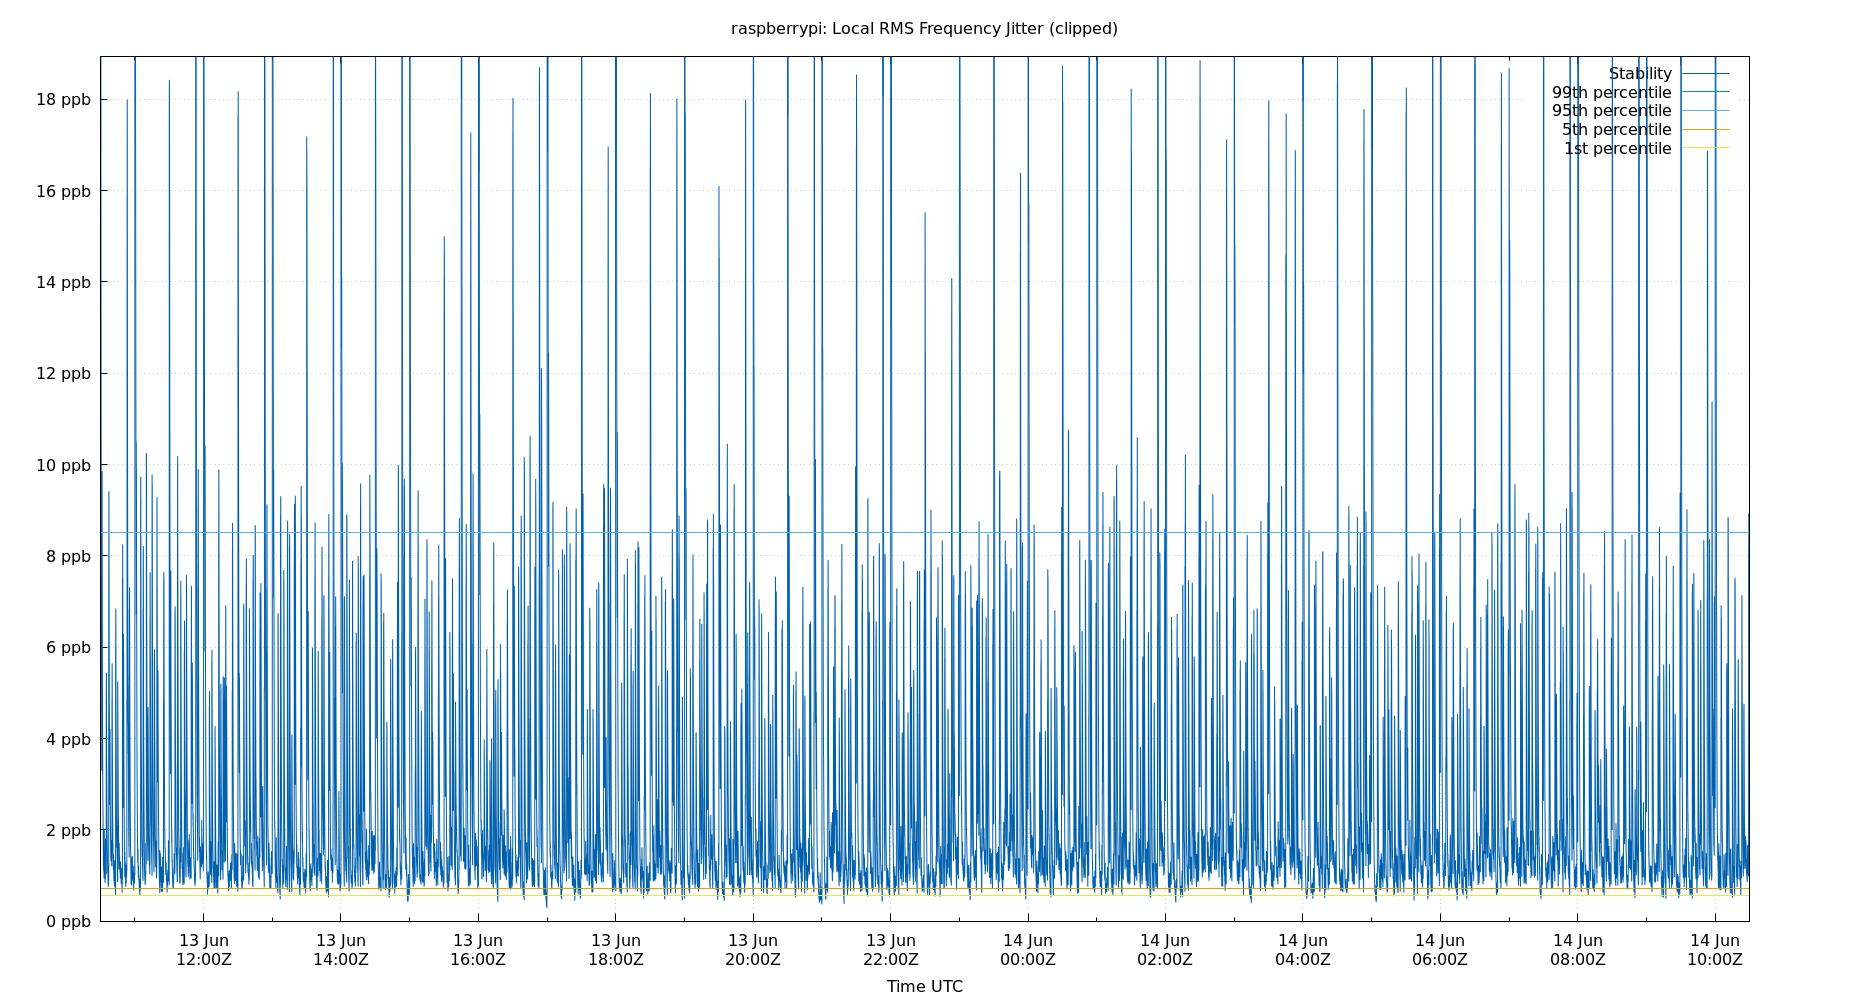 raspberrypi: Local RMS Frequency Jitter (clipped)
Stability
99th percentile
95th percentile
5th percentile
1st percentile
18 ppb
16 ppb
14 ppb
12 ppb
10 ppb
8 ppb
6 ppb
4 ppb
2 ppb
0 ppb
13 Jun 13 Jun 13 Jun 13 Jun 13 Jun 13 Jun 14 Jun 14 Jun 14 Jun 14 Jun 14 Jun 14 Jun
12:00Z 14:00Z 16:00Z 18:00Z 20:00Z 22:00Z 00:00Z 02:00Z 04:00Z 06:00Z 08:00Z 10:00Z
Time UTC